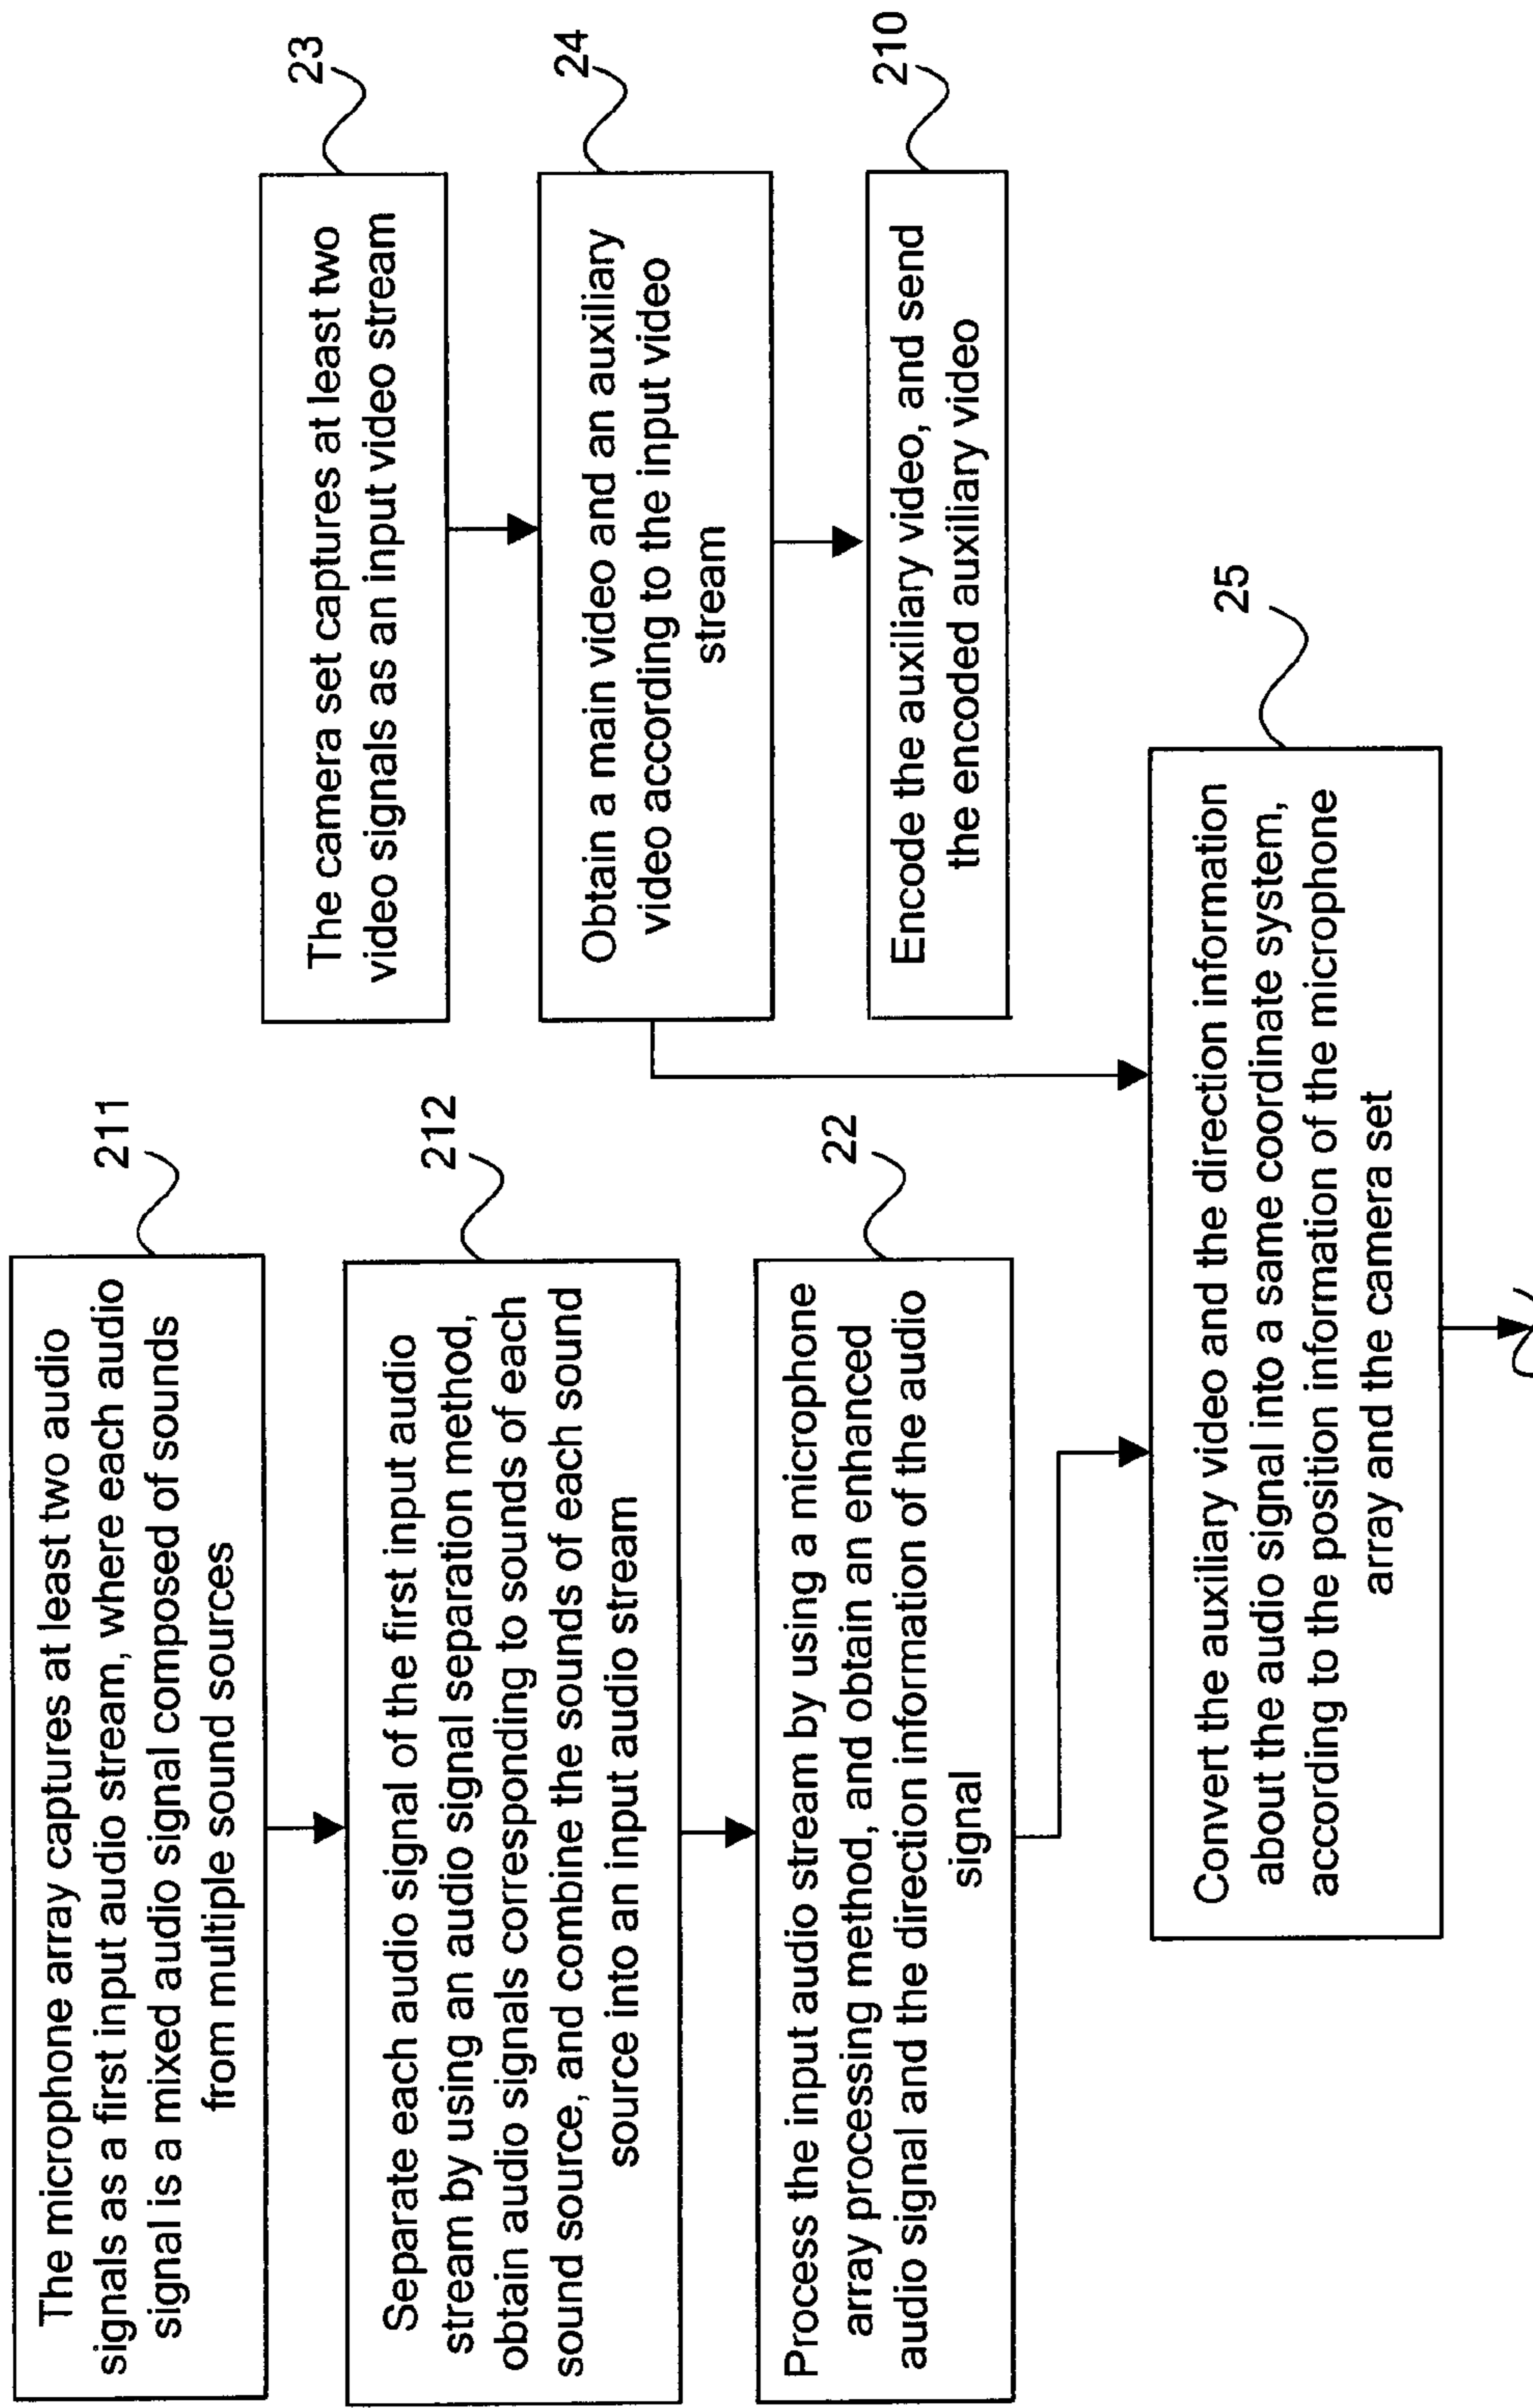 211
The microphone array captures at least two audio
signals as a first input audio stream, where each audio
signal is a mixed audio signal composed of sounds
from multiple sound sources
212
Separate each audio signal of the first input audio
stream by using an audio signal separation method,
obtain audio signals corresponding to sounds of each
sound source, and combine the sounds of each sound
source into an input audio stream
22
Process the input audio stream by using a microphone
array processing method, and obtain an enhanced
audio signal and the direction information of the audio
signal
23
The camera set captures at least two
video signals as an input video stream
24
Obtain a main video and an auxiliary
video according to the input video
stream
210
Encode the auxiliary video, and send
the encoded auxiliary video
25
Convert the auxiliary video and the direction information
about the audio signal into a same coordinate system,
according to the position information of the microphone
array and the camera set